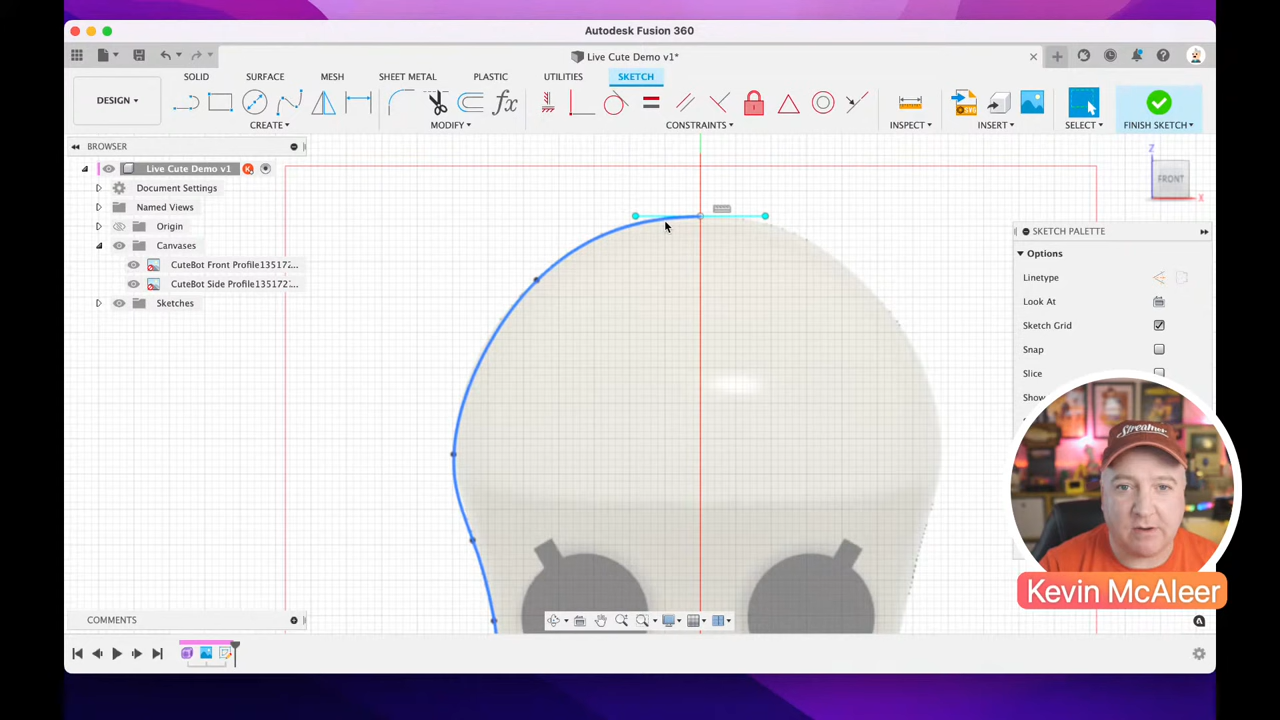 Autodesk Fusion 360
Live Cute Demo v1*
SOLID SURFACE MESH SHEET METAL PLASTIC UTILITIES SKETCH
DESIGN
CREATE MODIFY CONSTRAINTS INSPECT INSERT SELECT FINISH SKETCH
BROWSER
Live Cute Demo v1
K
Document Settings
Named Views
Origin
Canvases
CuteBot Front Profile135172...
CuteBot Side Profile1351721...
Sketches
Z
FRONT
X
SKETCH PALETTE
Options
Linetype
Look At
Sketch Grid
Snap
Slice
Streamer
Kevin McAleer
COMMENTS